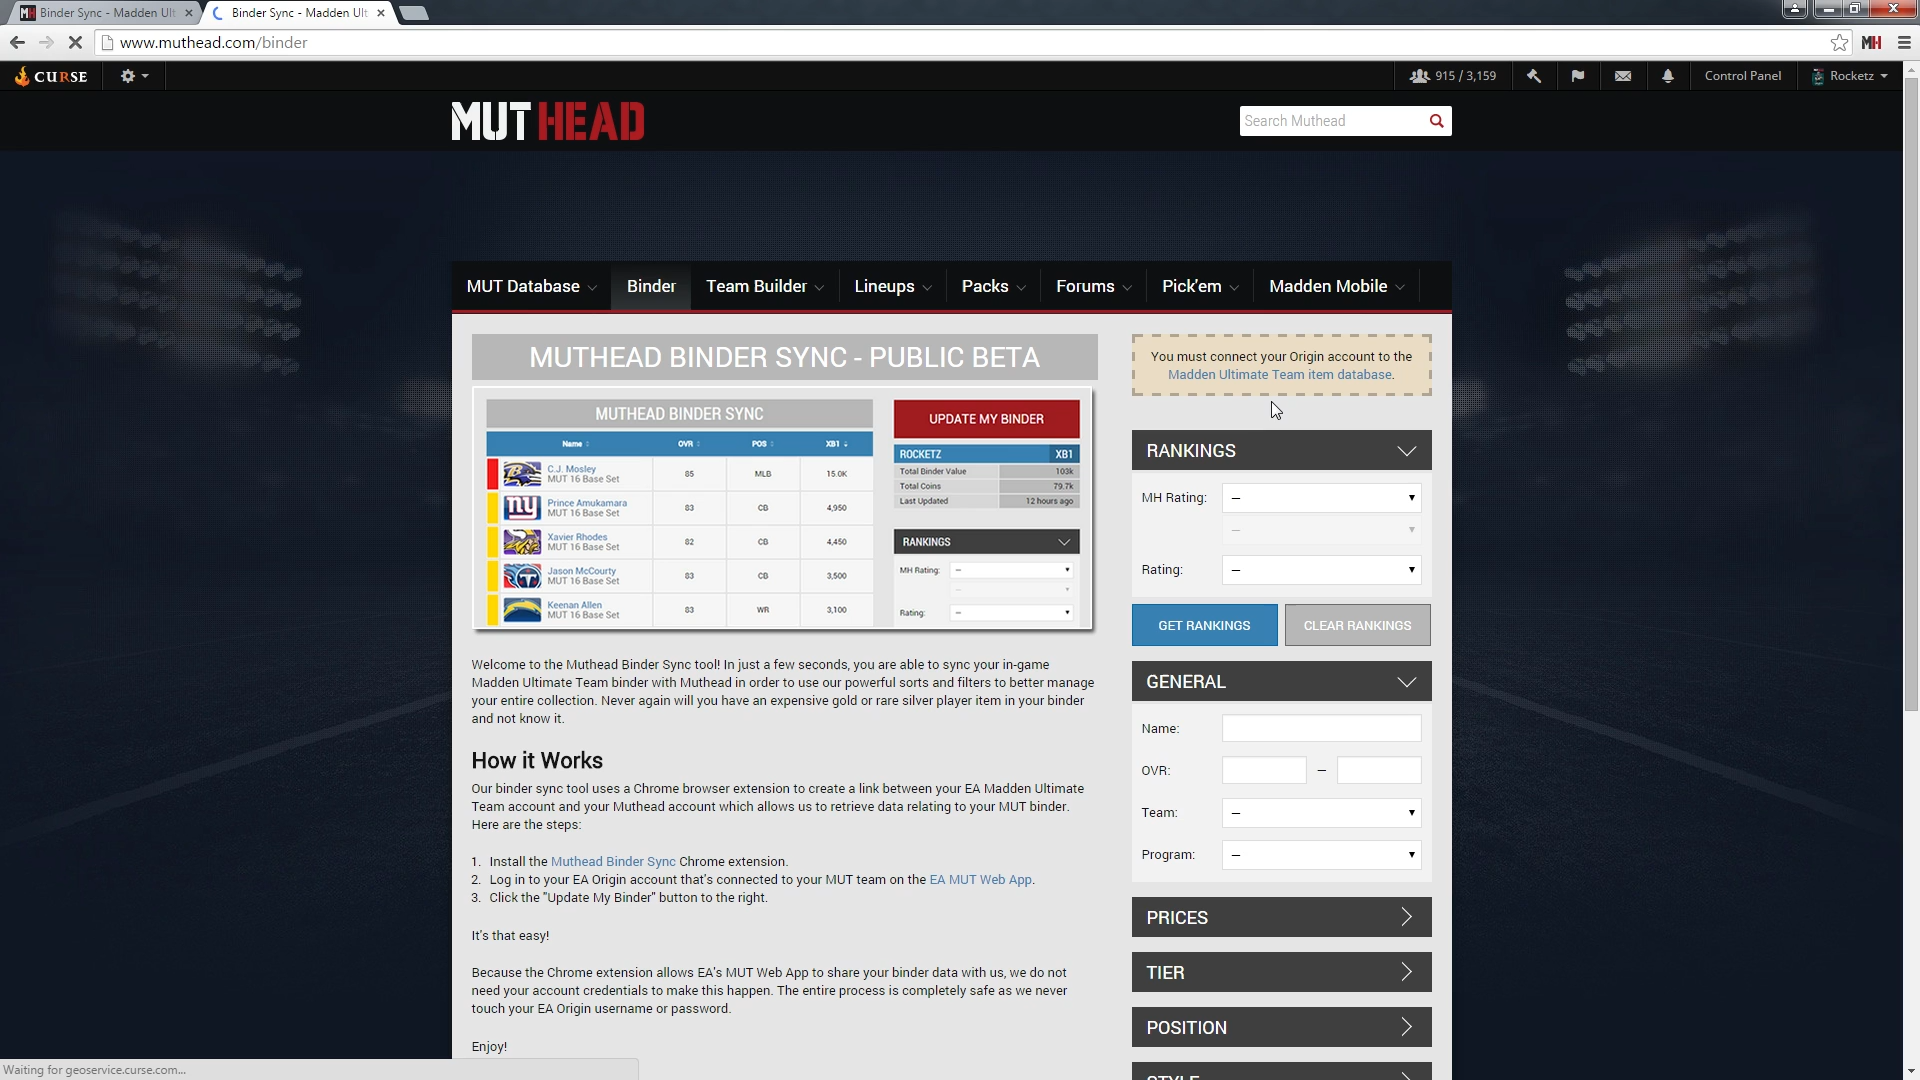 Binder Sync - Madden Ult
Binder Sync - Madden Ult
www.muthead.com/binder
CURSE
915 / 3,159
Control Panel
Rocketz
MUTHEAD
Search Muthead
MUT Database
Binder
Team Builder
Lineups
Packs
Forums
Pick'em
Madden Mobile
MUTHEAD BINDER SYNC - PUBLIC BETA
MUTHEAD BINDER SYNC
Name OVR POS XB1
C.J. Mosley
MUT 16 Base Set
85 MLB 15.0K
Prince Amukamara
MUT 16 Base Set
83 CB 4,950
Xavier Rhodes
MUT 16 Base Set
82 CB 4,450
Jason McCourty
MUT 16 Base Set
83 CB 3,500
Keenan Allen
MUT 16 Base Set
83 WR 3,100
UPDATE MY BINDER
ROCKETZ XB1
Total Binder Value 103k
Total Coins 79.7k
Last Updated 12 hours ago
RANKINGS
MH Rating: –
–
Rating: –
Welcome to the Muthead Binder Sync tool! In just a few seconds, you are able to sync your in-game
Madden Ultimate Team binder with Muthead in order to use our powerful sorts and filters to better manage
your entire collection. Never again will you have an expensive gold or rare silver player item in your binder
and not know it.
How it Works
Our binder sync tool uses a Chrome browser extension to create a link between your EA Madden Ultimate
Team account and your Muthead account which allows us to retrieve data relating to your MUT binder.
Here are the steps:
1. Install the Muthead Binder Sync Chrome extension.
2. Log in to your EA Origin account that's connected to your MUT team on the EA MUT Web App.
3. Click the "Update My Binder" button to the right.
It's that easy!
Because the Chrome extension allows EA's MUT Web App to share your binder data with us, we do not
need your account credentials to make this happen. The entire process is completely safe as we never
touch your EA Origin username or password.
Enjoy!
You must connect your Origin account to the
Madden Ultimate Team item database.
RANKINGS
MH Rating: –
–
Rating: –
GET RANKINGS
CLEAR RANKINGS
GENERAL
Name:
OVR: –
Team: –
Program: –
PRICES
TIER
POSITION
STYLE
Waiting for geoservice.curse.com...